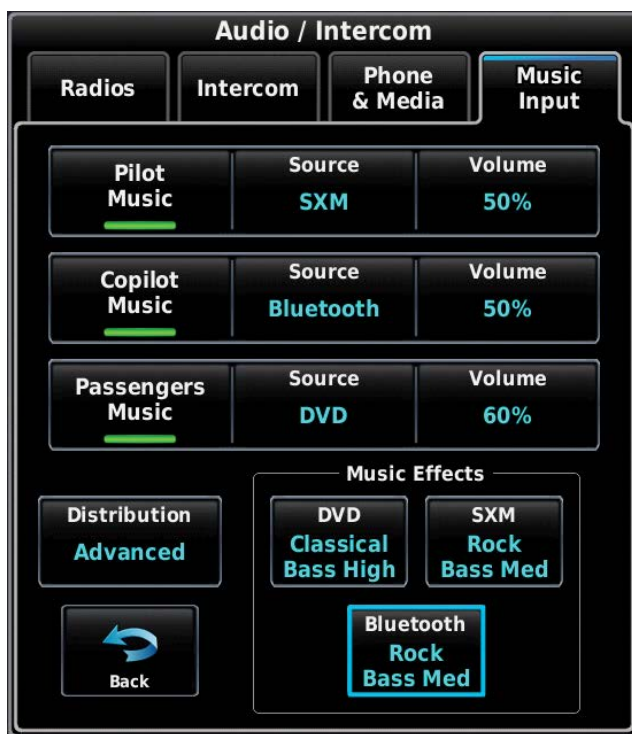 Audio / Intercom
Radios
Intercom
Phone
& Media
Music
Input
Pilot
Music
Source
SXM
Volume
50%
Copilot
Music
Source
Bluetooth
Volume
50%
Passengers
Music
Source
DVD
Volume
60%
Music Effects
Distribution
Advanced
DVD
Classical
Bass High
SXM
Rock
Bass Med
Bluetooth
Rock
Bass Med
Back